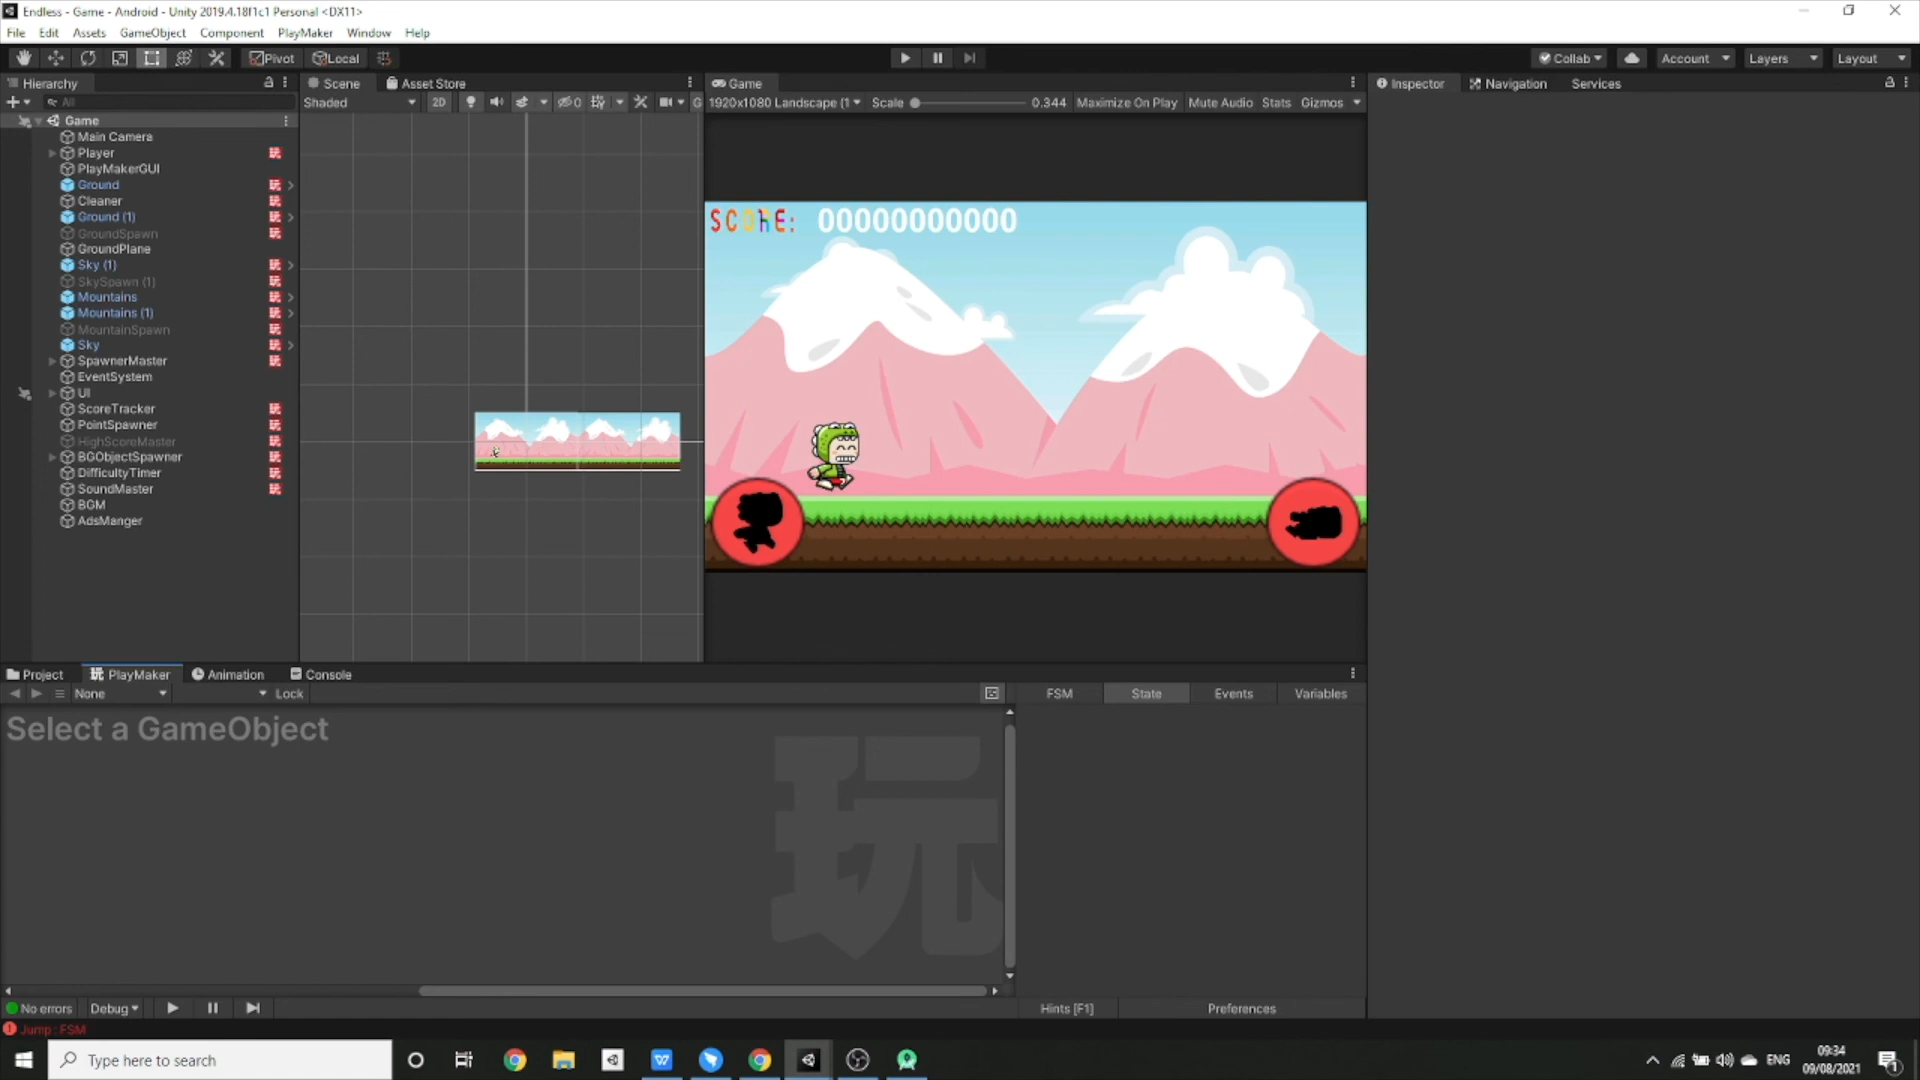 Endless - Game - Android - Unity 2019.4.18f1c1 Personal <DX11>
File Edit Assets GameObject Component PlayMaker Window Help
Pivot Local Collab Account Layers Layout
Hierarchy Scene Asset Store Game Inspector Navigation Services
All Shaded 2D 0 G 1920x1080 Landscape (1 Scale 0.344 Maximize On Play Mute Audio Stats Gizmos
Game
Main Camera
Player
PlayMakerGUI
Ground
Cleaner
Ground (1)
GroundSpawn
GroundPlane
Sky (1)
SkySpawn (1)
Mountains
Mountains (1)
MountainSpawn
Sky
SpawnerMaster
EventSystem
UI
ScoreTracker
PointSpawner
HighScoreMaster
BGObjectSpawner
DifficultyTimer
SoundMaster
BGM
AdsManger
SCORE: 00000000000
Project PlayMaker Animation Console
None Lock FSM State Events Variables
Select a GameObject
玩
No errors Debug Hints [F1] Preferences
Jump : FSM
Type here to search
ENG
09:34
09/08/2021
1